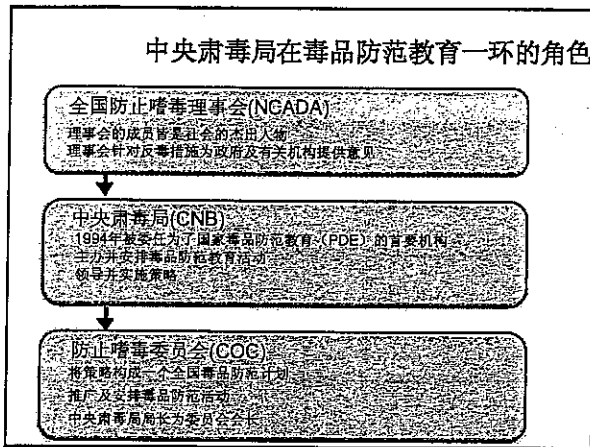 中央肃毒局在毒品防范教育一环的角色
全国防止嗜毒理事会(NCADA)
理事会的成员皆是社会的杰出人物
理事会针对反毒措施为政府及有关机构提供意见
中央肃毒局(CNB)
1994年被委任为了国家毒品防范教育（PDE）的首要机构
主办并安排毒品防范教育活动
领导并实施策略
防止嗜毒委员会(COC)
将策略构成一个全国毒品防范计划
推广及安排毒品防范活动
中央肃毒局局长为委员会会长